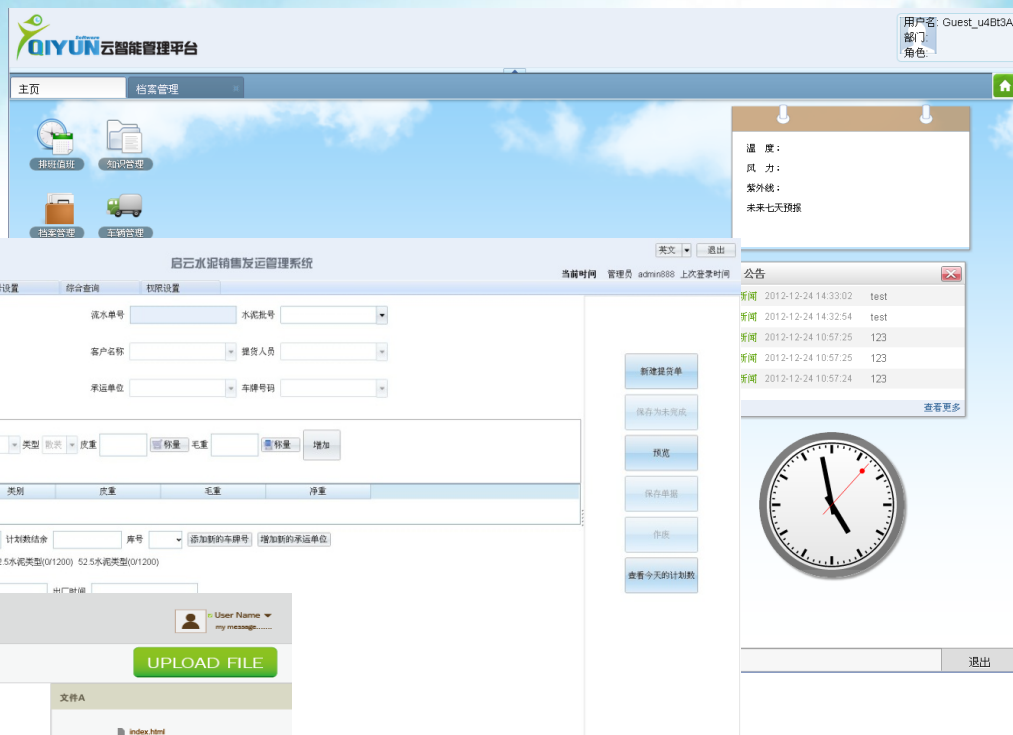 Software
QIYUN云智能管理平台
用户名: Guest_u4Bt3A
部门:
角色:
主页
档案管理
排班值班
知识管理
档案管理
车辆管理
温 度：
风 力：
紫外线：
未来七天预报
英文
退出
启云水泥销售发运管理系统
当前时间 管理员 admin888 上次登录时间
设置
综合查询
权限设置
公告
新闻 2012-12-24 14:33:02 test
新闻 2012-12-24 14:32:54 test
新闻 2012-12-24 10:57:25 123
新闻 2012-12-24 10:57:25 123
新闻 2012-12-24 10:57:24 123
查看更多
流水单号
水泥批号
客户名称
提货人员
承运单位
车牌号码
新建提货单
保存为未完成
预览
保存单据
作废
查看今天的计划数
类型 散装 皮重 称量 毛重 称量 增加
类别 皮重 毛重 净重
计划数结余 库号 添加新的车牌号 增加新的承运单位
2.5水泥类型(0/1200) 52.5水泥类型(0/1200)
出厂时间
退出
User Name
my message.......
UPLOAD FILE
文件A
index.html